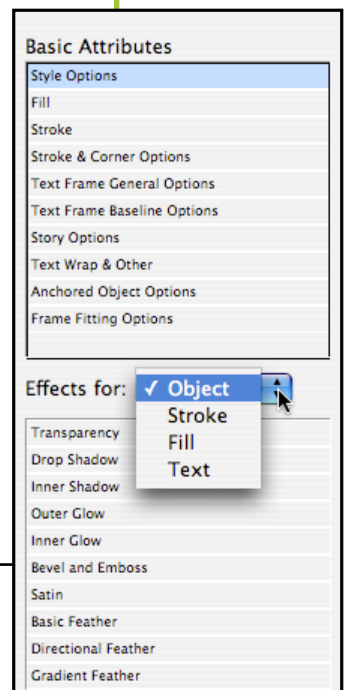 Basic Attributes
Style Options
Fill
Stroke
Stroke & Corner Options
Text Frame General Options
Text Frame Baseline Options
Story Options
Text Wrap & Other
Anchored Object Options
Frame Fitting Options
Effects for: ✓ Object
Stroke
Fill
Text
Transparency
Drop Shadow
Inner Shadow
Outer Glow
Inner Glow
Bevel and Emboss
Satin
Basic Feather
Directional Feather
Gradient Feather